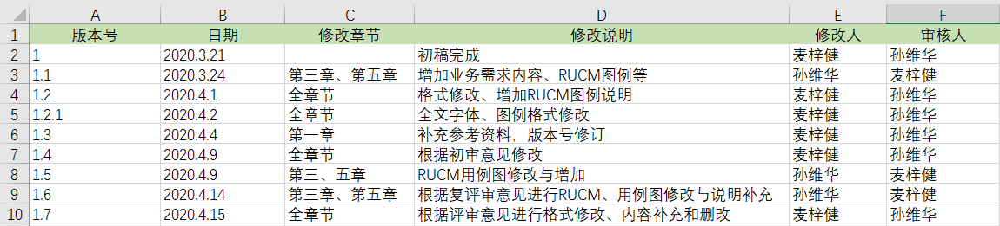 A B C D E F
1 版本号 日期 修改章节 修改说明 修改人 审核人
2 1 2020.3.21 初稿完成 麦梓健 孙维华
3 1.1 2020.3.24 第三章、第五章 增加业务需求内容、RUCM图例等 孙维华 麦梓健
4 1.2 2020.4.1 全章节 格式修改、增加RUCM图例说明 麦梓健 孙维华
5 1.2.1 2020.4.2 全章节 全文字体、图例格式修改 麦梓健 孙维华
6 1.3 2020.4.4 第一章 补充参考资料，版本号修订 麦梓健 孙维华
7 1.4 2020.4.9 全章节 根据初审意见修改 麦梓健 孙维华
8 1.5 2020.4.9 第三、五章 RUCM用例图修改与增加 孙维华 麦梓健
9 1.6 2020.4.14 第三章、第五章 根据复评审意见进行RUCM、用例图修改与说明补充 孙维华 麦梓健
10 1.7 2020.4.15 全章节 根据评审意见进行格式修改、内容补充和删改 麦梓健 孙维华